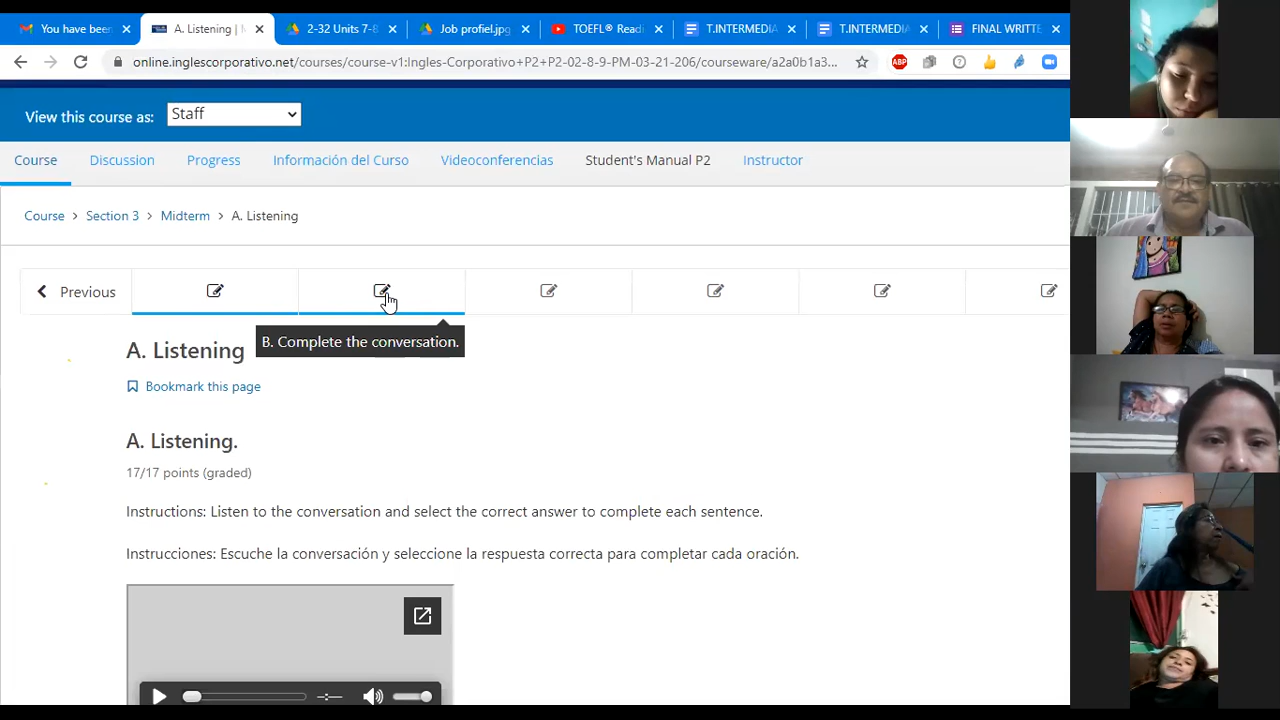 You have been
A. Listening |
2-32 Units 7-8
Job profiel.jpg
TOEFL® Readi
T.INTERMEDIA
T.INTERMEDIA
FINAL WRITTE
online.inglescorporativo.net/courses/course-v1:Ingles-Corporativo+P2+P2-02-8-9-PM-03-21-206/courseware/a2a0b1a3...
ABP
View this course as:
Staff
Course
Discussion
Progress
Información del Curso
Videoconferencias
Student's Manual P2
Instructor
Course > Section 3 > Midterm > A. Listening
Previous
B. Complete the conversation.
A. Listening
Bookmark this page
A. Listening.
17/17 points (graded)
Instructions: Listen to the conversation and select the correct answer to complete each sentence.
Instrucciones: Escuche la conversación y seleccione la respuesta correcta para completar cada oración.